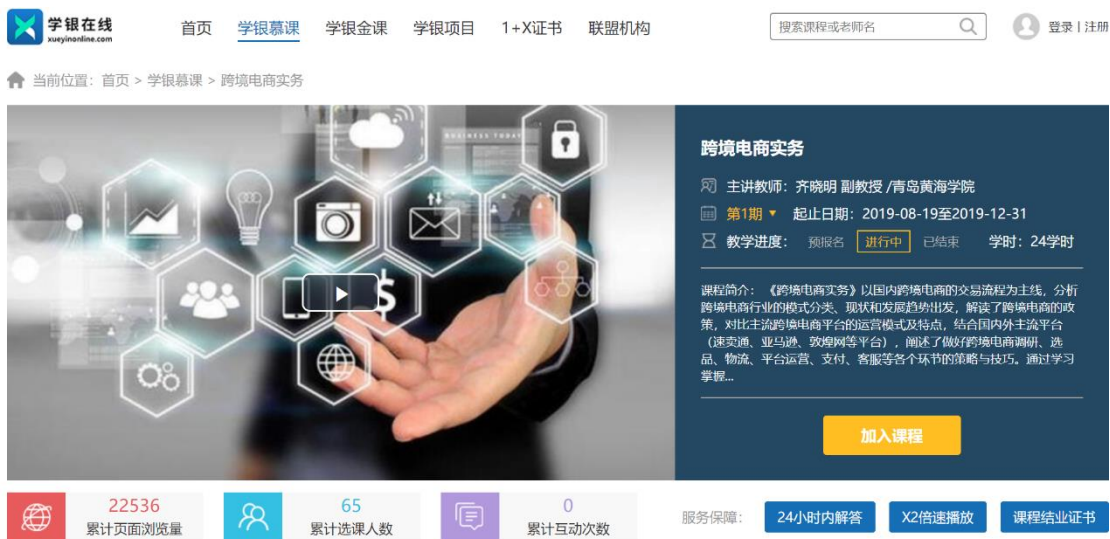 学银在线
xueyinonline.com
首页 学银慕课 学银金课 学银项目 1+X证书 联盟机构
搜索课程或老师名
登录 | 注册
当前位置：首页 > 学银慕课 > 跨境电商实务
BUSINESS TODAY
跨境电商实务
主讲教师：齐晓明 副教授 /青岛黄海学院
第1期 起止日期：2019-08-19至2019-12-31
教学进度： 预报名 进行中 已结束 学时：24学时
课程简介： 《跨境电商实务》以国内跨境电商的交易流程为主线，分析
跨境电商行业的模式分类、现状和发展趋势出发，解读了跨境电商的政
策，对比主流跨境电商平台的运营模式及特点，结合国内外主流平台
（速卖通、亚马逊、敦煌网等平台），阐述了做好跨境电商调研、选
品、物流、平台运营、支付、客服等各个环节的策略与技巧。通过学习
掌握...
加入课程
22536
累计页面浏览量
65
累计选课人数
0
累计互动次数
服务保障： 24小时内解答 X2倍速播放 课程结业证书